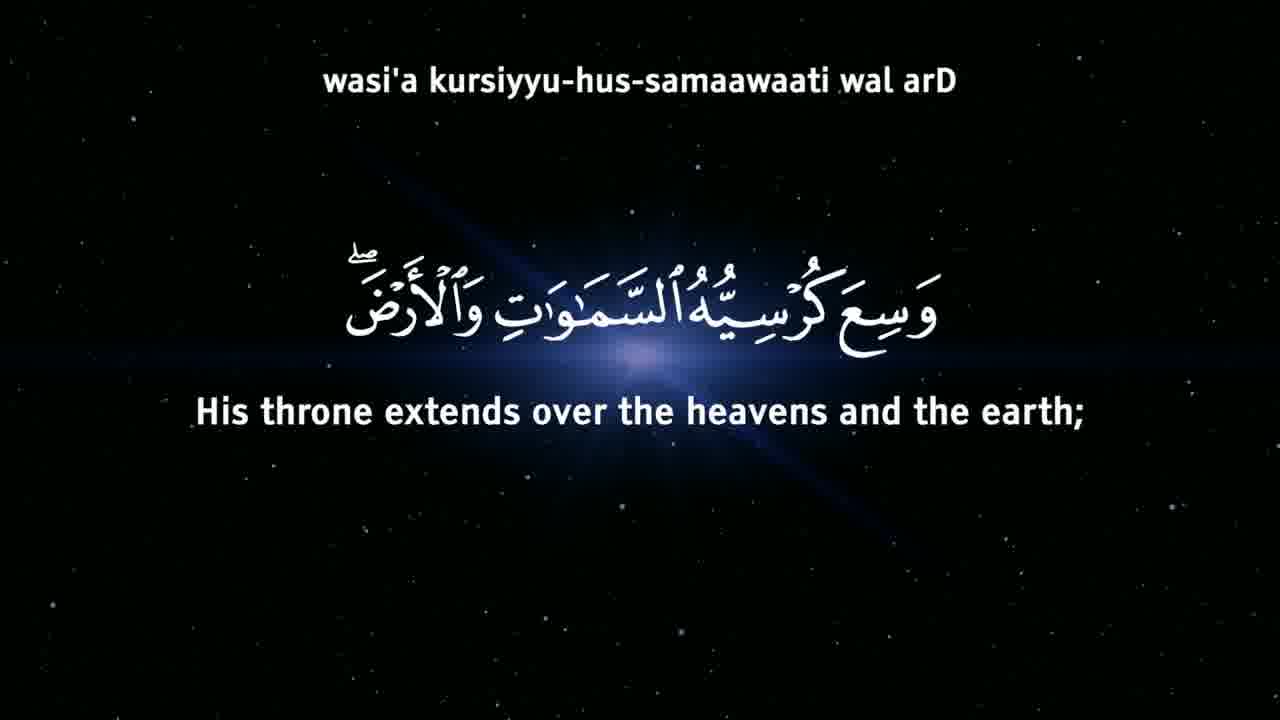 wasi'a kursiyyu-hus-samaawaati wal arD
وَسِعَ كُرْسِيُّهُ ٱلسَّمَـٰوَٰتِ وَٱلْأَرْضَ ۖ
His throne extends over the heavens and the earth;